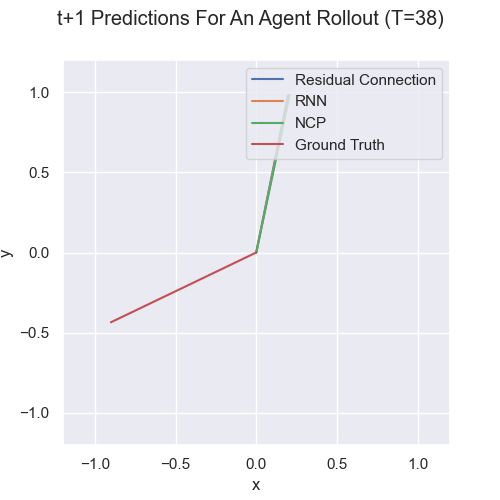 t+1 Predictions For An Agent Rollout (T=38)
Residual Connection
RNN
NCP
Ground Truth
1.0
0.5
0.0
−0.5
−1.0
y
−1.0 −0.5 0.0 0.5 1.0
x